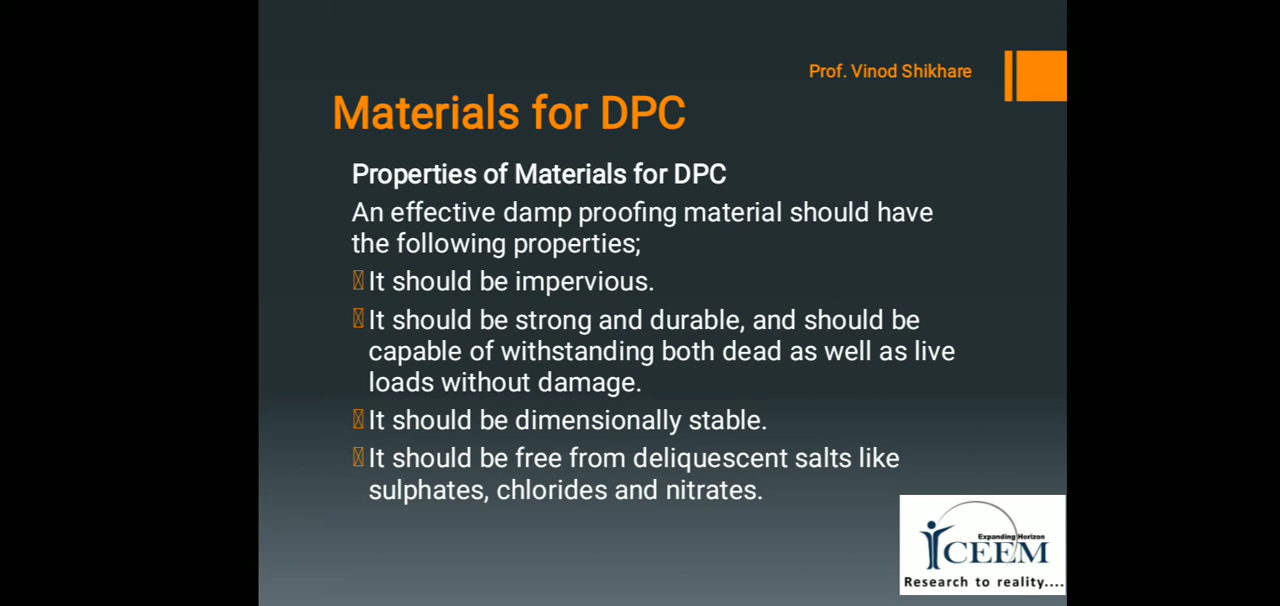 Prof. Vinod Shikhare
Materials for DPC
Properties of Materials for DPC
An effective damp proofing material should have
the following properties;
It should be impervious.
It should be strong and durable, and should be
capable of withstanding both dead as well as live
loads without damage.
It should be dimensionally stable.
It should be free from deliquescent salts like
sulphates, chlorides and nitrates.
Expanding Horizon
ICEEM
Research to reality....